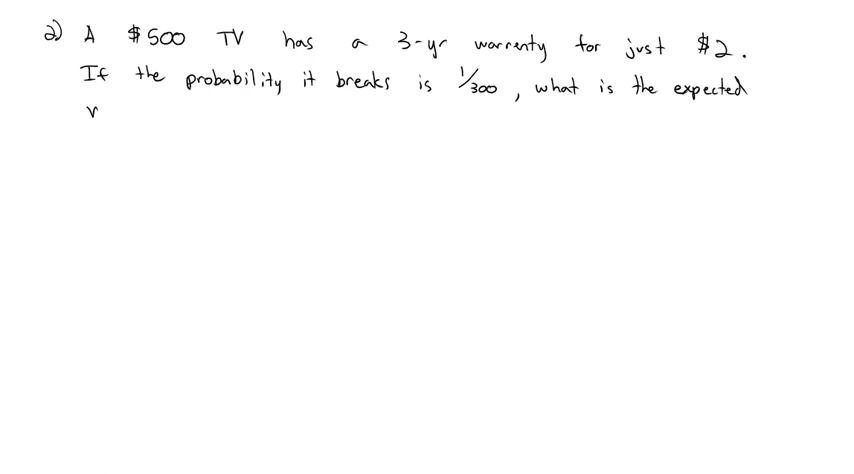 2) A $500 TV has a 3-yr warrenty for just $2.
If the probability it breaks is 1/300, what is the expected
v